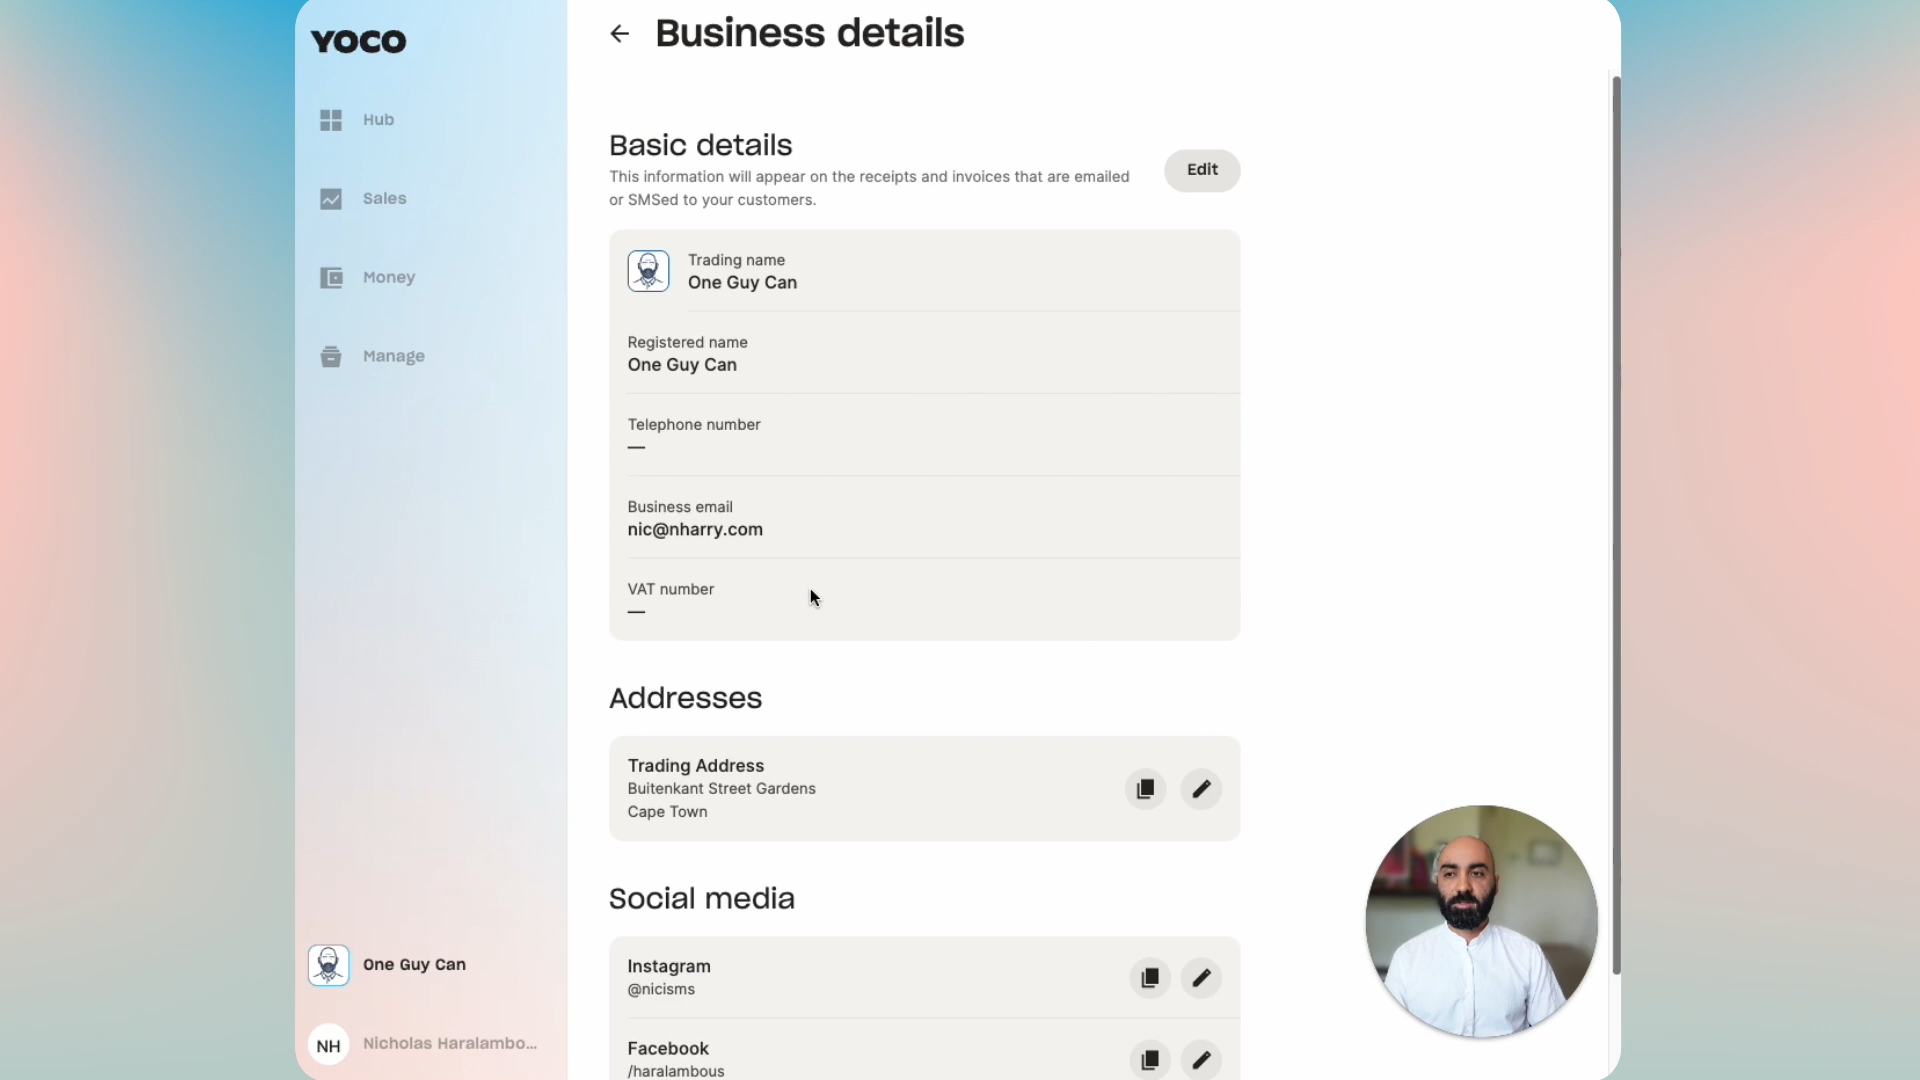 YOCO
Hub
Sales
Money
Manage
One Guy Can
NH
Nicholas Haralambo...
Business details
Basic details
This information will appear on the receipts and invoices that are emailed
or SMSed to your customers.
Edit
Trading name
One Guy Can
Registered name
One Guy Can
Telephone number
—
Business email
nic@nharry.com
VAT number
—
Addresses
Trading Address
Buitenkant Street Gardens
Cape Town
Social media
Instagram
@nicisms
Facebook
/haralambous